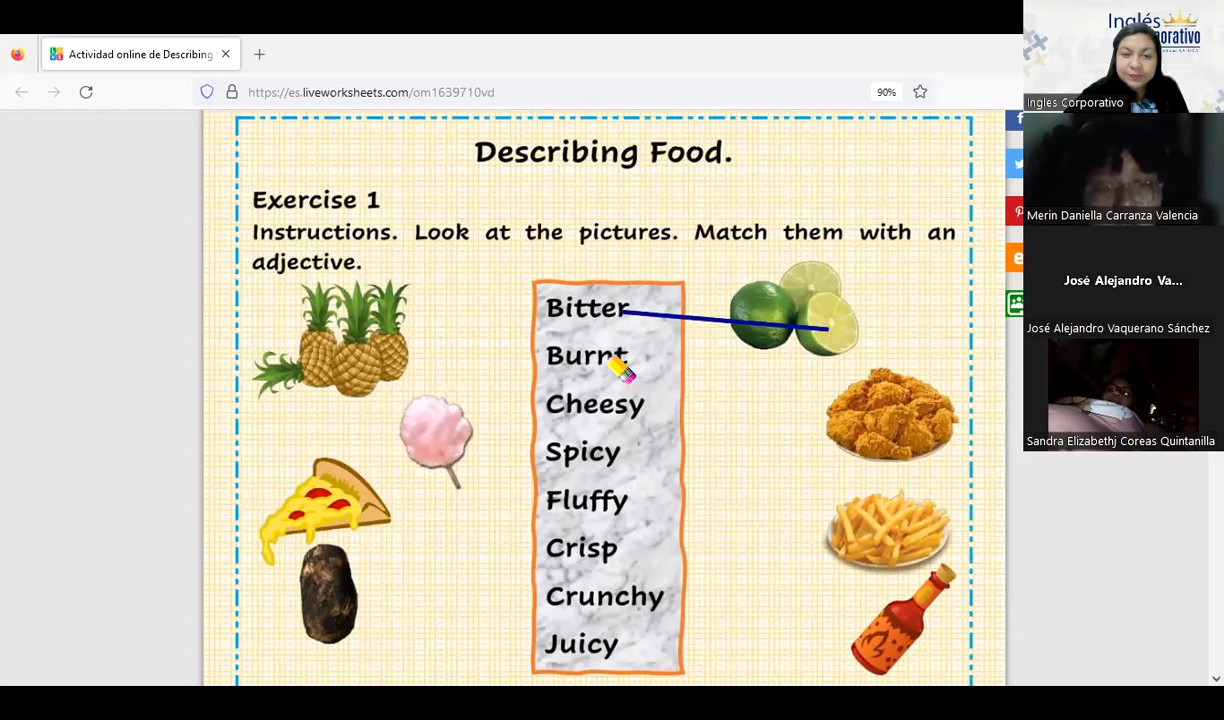 Actividad online de Describing
https://es.liveworksheets.com/om1639710vd
90%
Describing Food.
Exercise 1
Instructions. Look at the pictures. Match them with an
adjective.
Bitter
Burnt
Cheesy
Spicy
Fluffy
Crisp
Crunchy
Juicy
Inglés
Ingles Corporativo
Merin Daniella Carranza Valencia
José Alejandro Va...
José Alejandro Vaquerano Sánchez
Sandra Elizabethj Coreas Quintanilla